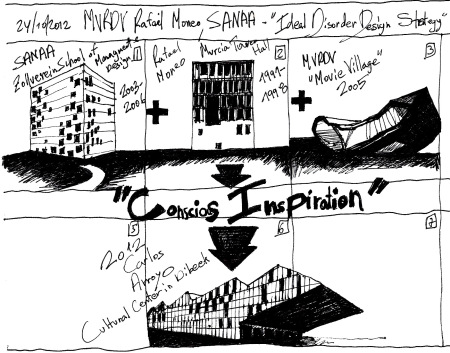 24/10/2012 MVRDV Rafael Moneo SANAA - "Ideal Disorder Design Strategy"
SANAA
Zollverein School of
Management &
Design
1
2003-
2006
+
Rafael
Moneo
Murcia Town
Hall
2
1991-
1998
+
MVRDV
"Movie Village"
2005
3
"Conscios Inspiration"
5
2012
Carlos
Arroyo
Cultural Center in Dilbeek
6
7